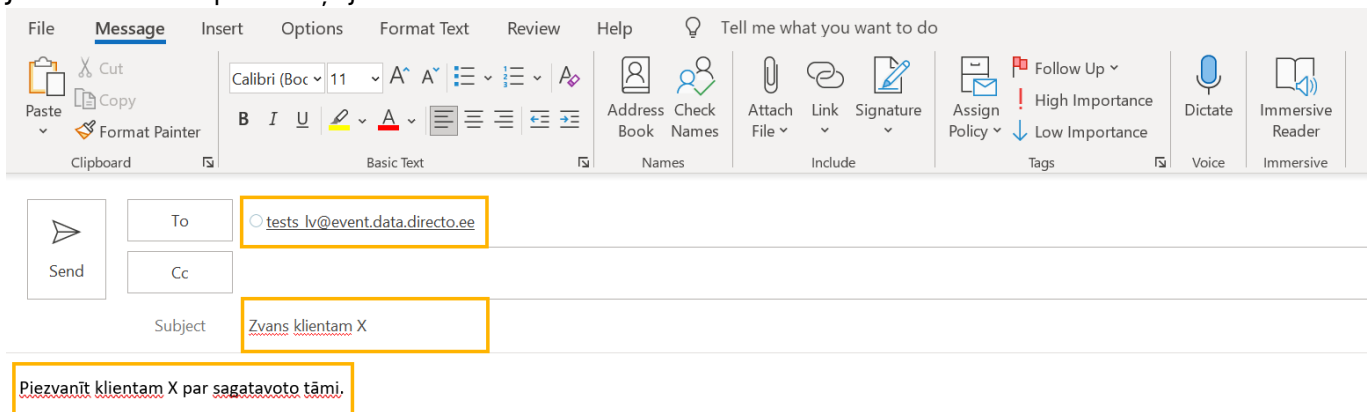 File Message Insert Options Format Text Review Help Tell me what you want to do
Cut
Calibri (Boc 11
Copy
Paste
Format Painter
B I U
Address Book
Check Names
Attach File
Link
Signature
Assign Policy
Follow Up
High Importance
Low Importance
Dictate
Immersive Reader
Clipboard Basic Text Names Include Tags Voice Immersive
To tests_lv@event.data.directo.ee
Send
Cc
Subject Zvans klientam X
Piezvanīt klientam X par sagatavoto tāmi.